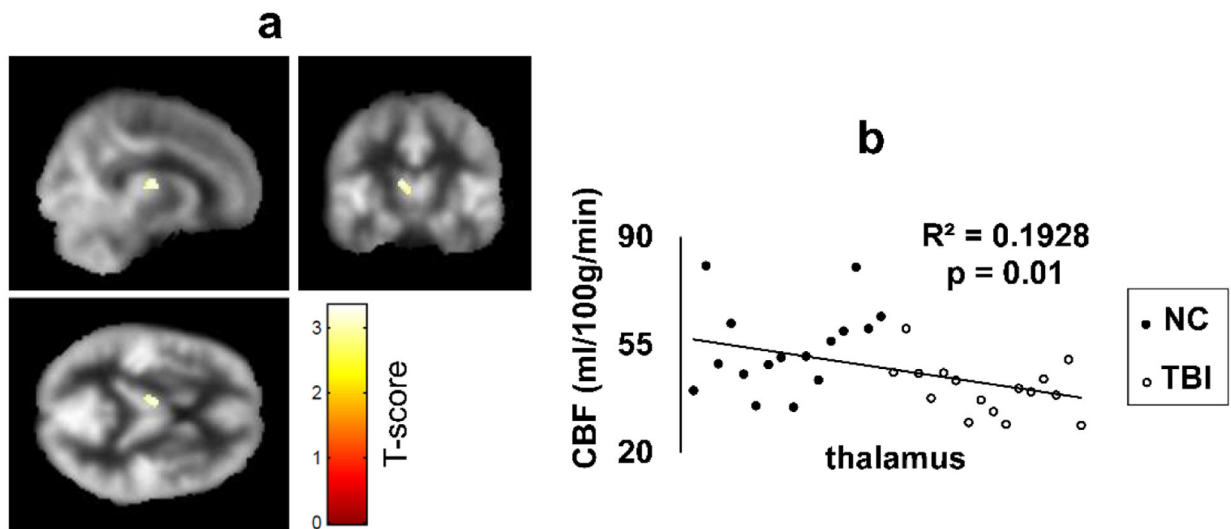 a
3
2
1
0
T-score
b
R² = 0.1928
p = 0.01
CBF (ml/100g/min)
90
55
20
thalamus
NC
TBI